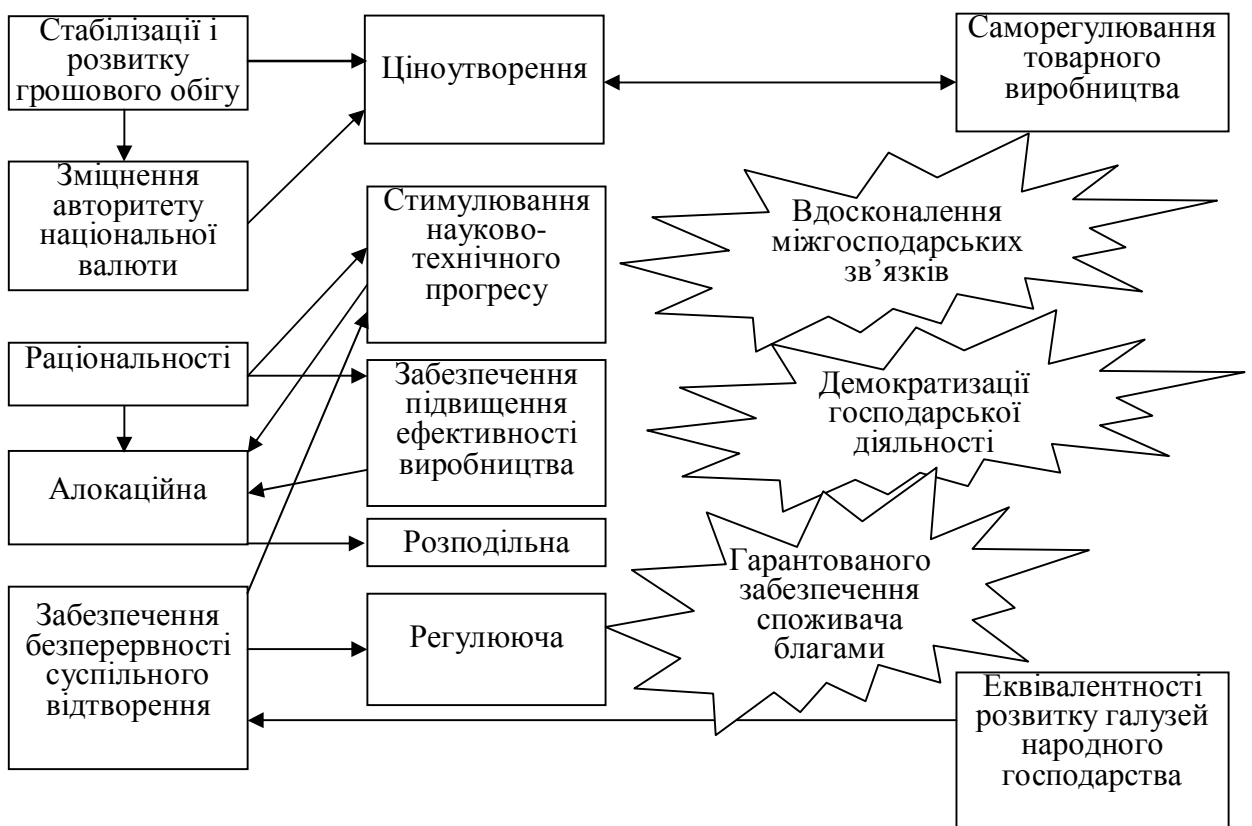 Стабілізації і
розвитку
грошового обігу
Ціноутворення
Саморегулювання
товарного
виробництва
Зміцнення
авторитету
національної
валюти
Стимулювання
науково-
технічного
прогресу
Вдосконалення
міжгосподарських
зв’язків
Раціональності
Забезпечення
підвищення
ефективності
виробництва
Демократизації
господарської
діяльності
Алокаційна
Розподільна
Гарантованого
забезпечення
споживача
благами
Забезпечення
безперервності
суспільного
відтворення
Регулююча
Еквівалентності
розвитку галузей
народного
господарства